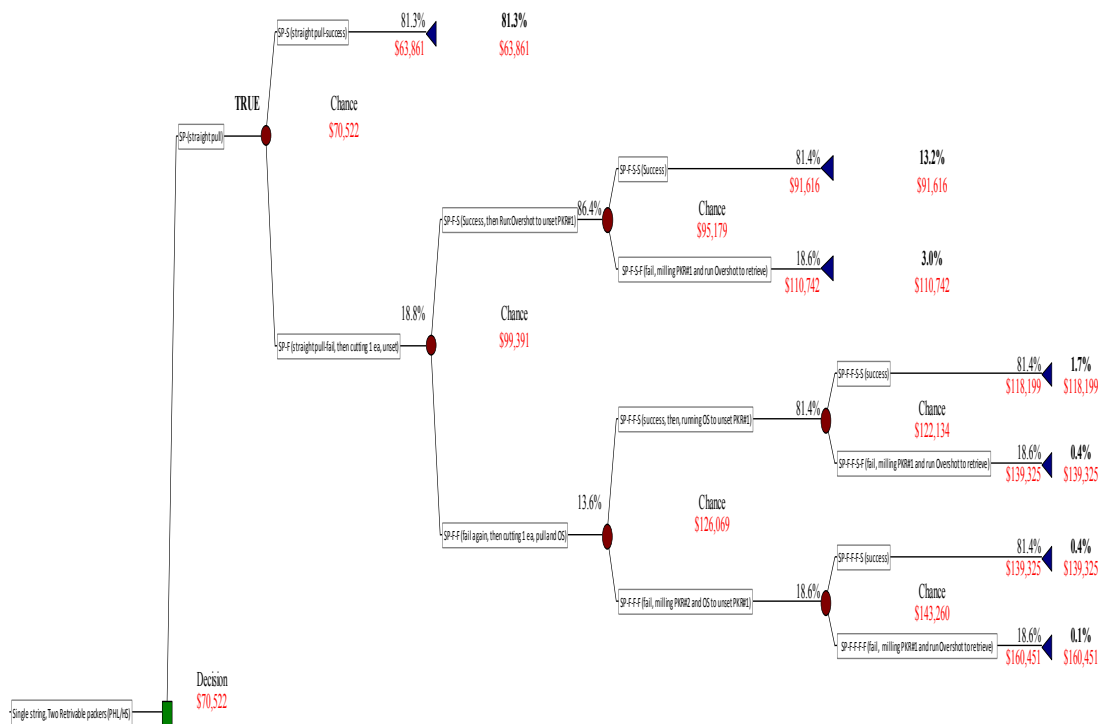 81.3%
81.3%
SP-S (straight pull-success)
$63,861
$63,861
TRUE
Chance
SP-(straight pull)
$70,522
81.4%
13.2%
SP-F-S-S (Success)
$91,616
$91,616
86.4%
Chance
SP-F-S (Success, then Run:Overshot to unset PKR#1)
$95,179
18.6%
3.0%
SP-F-S-F (fail, milling PKR#1 and run Overshot to retrieve)
$110,742
$110,742
18.8%
Chance
SP-F (straight pull-fail, then cutting 1 ea, unset)
$99,391
81.4%
1.7%
SP-F-F-S-S (success)
$118,199
$118,199
81.4%
Chance
SP-F-F-S (success, then, running OS to unset PKR#1)
$122,134
18.6%
0.4%
SP-F-F-S-F (fail, milling PKR#1 and run Overshot to retrieve)
$139,325
$139,325
13.6%
Chance
$126,069
SP-F-F (fail again, then cutting 1 ea, pull and OS)
81.4%
0.4%
SP-F-F-F-S (success)
$139,325
$139,325
18.6%
Chance
SP-F-F-F (fail, milling PKR#2 and OS to unset PKR#1)
$143,260
18.6%
0.1%
SP-F-F-F-F (fail, milling PKR#1 and run Overshot to retrieve)
$160,451
$160,451
Decision
$70,522
Single string, Two Retrivable packers (PHL/HS)